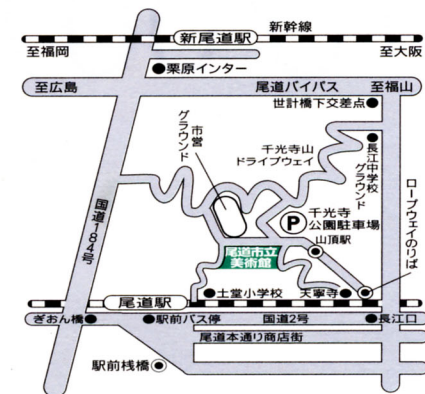 新幹線
新尾道駅
至福岡
至大阪
栗原インター
至広島
尾道バイパス
至福山
世計橋下交差点
市営
グラウンド
千光寺山
ドライブウェイ
長江中学校
グラウンド
ロープウェイのりば
国道184号
P
千光寺
公園駐車場
山頂駅
尾道市立
美術館
土堂小学校
天寧寺
尾道駅
ぎおん橋
駅前バス停
国道2号
長江口
尾道本通り商店街
駅前桟橋